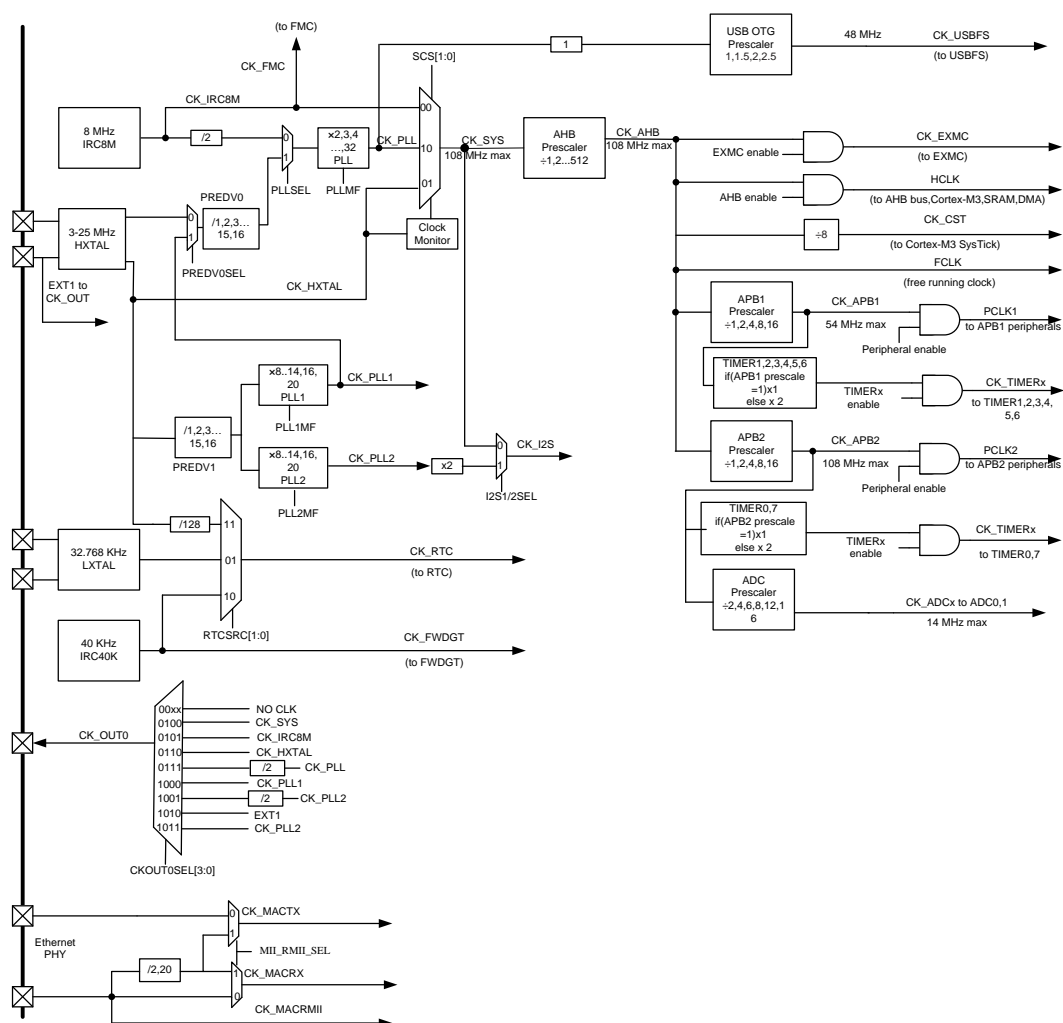 (to FMC)
CK_FMC
SCS[1:0]
1
USB OTG
Prescaler
1,1.5,2,2.5
48 MHz
CK_USBFS
(to USBFS)
CK_IRC8M
00
8 MHz
IRC8M
/2
0
1
×2,3,4
…,32
PLL
CK_PLL
10
CK_SYS
108 MHz max
AHB
Prescaler
÷1,2...512
CK_AHB
108 MHz max
EXMC enable
CK_EXMC
(to EXMC)
PLLSEL
PLLMF
01
AHB enable
HCLK
(to AHB bus,Cortex-M3,SRAM,DMA)
PREDV0
0
1
/1,2,3…
15,16
Clock
Monitor
÷8
CK_CST
(to Cortex-M3 SysTick)
3-25 MHz
HXTAL
PREDV0SEL
FCLK
(free running clock)
EXT1 to
CK_OUT
CK_HXTAL
APB1
Prescaler
÷1,2,4,8,16
CK_APB1
54 MHz max
Peripheral enable
PCLK1
to APB1 peripherals
×8..14,16,
20
PLL1
CK_PLL1
PLL1MF
TIMER1,2,3,4,5,6
if(APB1 prescale
=1)x1
else x 2
TIMERx
enable
CK_TIMERx
to TIMER1,2,3,4,
5,6
/1,2,3…
15,16
PREDV1
×8..14,16,
20
PLL2
CK_PLL2
PLL2MF
x2
0
1
CK_I2S
I2S1/2SEL
APB2
Prescaler
÷1,2,4,8,16
CK_APB2
108 MHz max
Peripheral enable
PCLK2
to APB2 peripherals
/128
11
32.768 KHz
LXTAL
01
CK_RTC
(to RTC)
10
RTCSRC[1:0]
TIMER0,7
if(APB2 prescale
=1)x1
else x 2
TIMERx
enable
CK_TIMERx
to TIMER0,7
ADC
Prescaler
÷2,4,6,8,12,1
6
CK_ADCx to ADC0,1
14 MHz max
40 KHz
IRC40K
CK_FWDGT
(to FWDGT)
CK_OUT0
00xx
NO CLK
0100
CK_SYS
0101
CK_IRC8M
0110
CK_HXTAL
0111
/2
CK_PLL
1000
CK_PLL1
1001
/2
CK_PLL2
1010
EXT1
1011
CK_PLL2
CKOUT0SEL[3:0]
Ethernet
PHY
0
1
CK_MACTX
MII_RMII_SEL
/2,20
1
0
CK_MACRX
CK_MACRMII